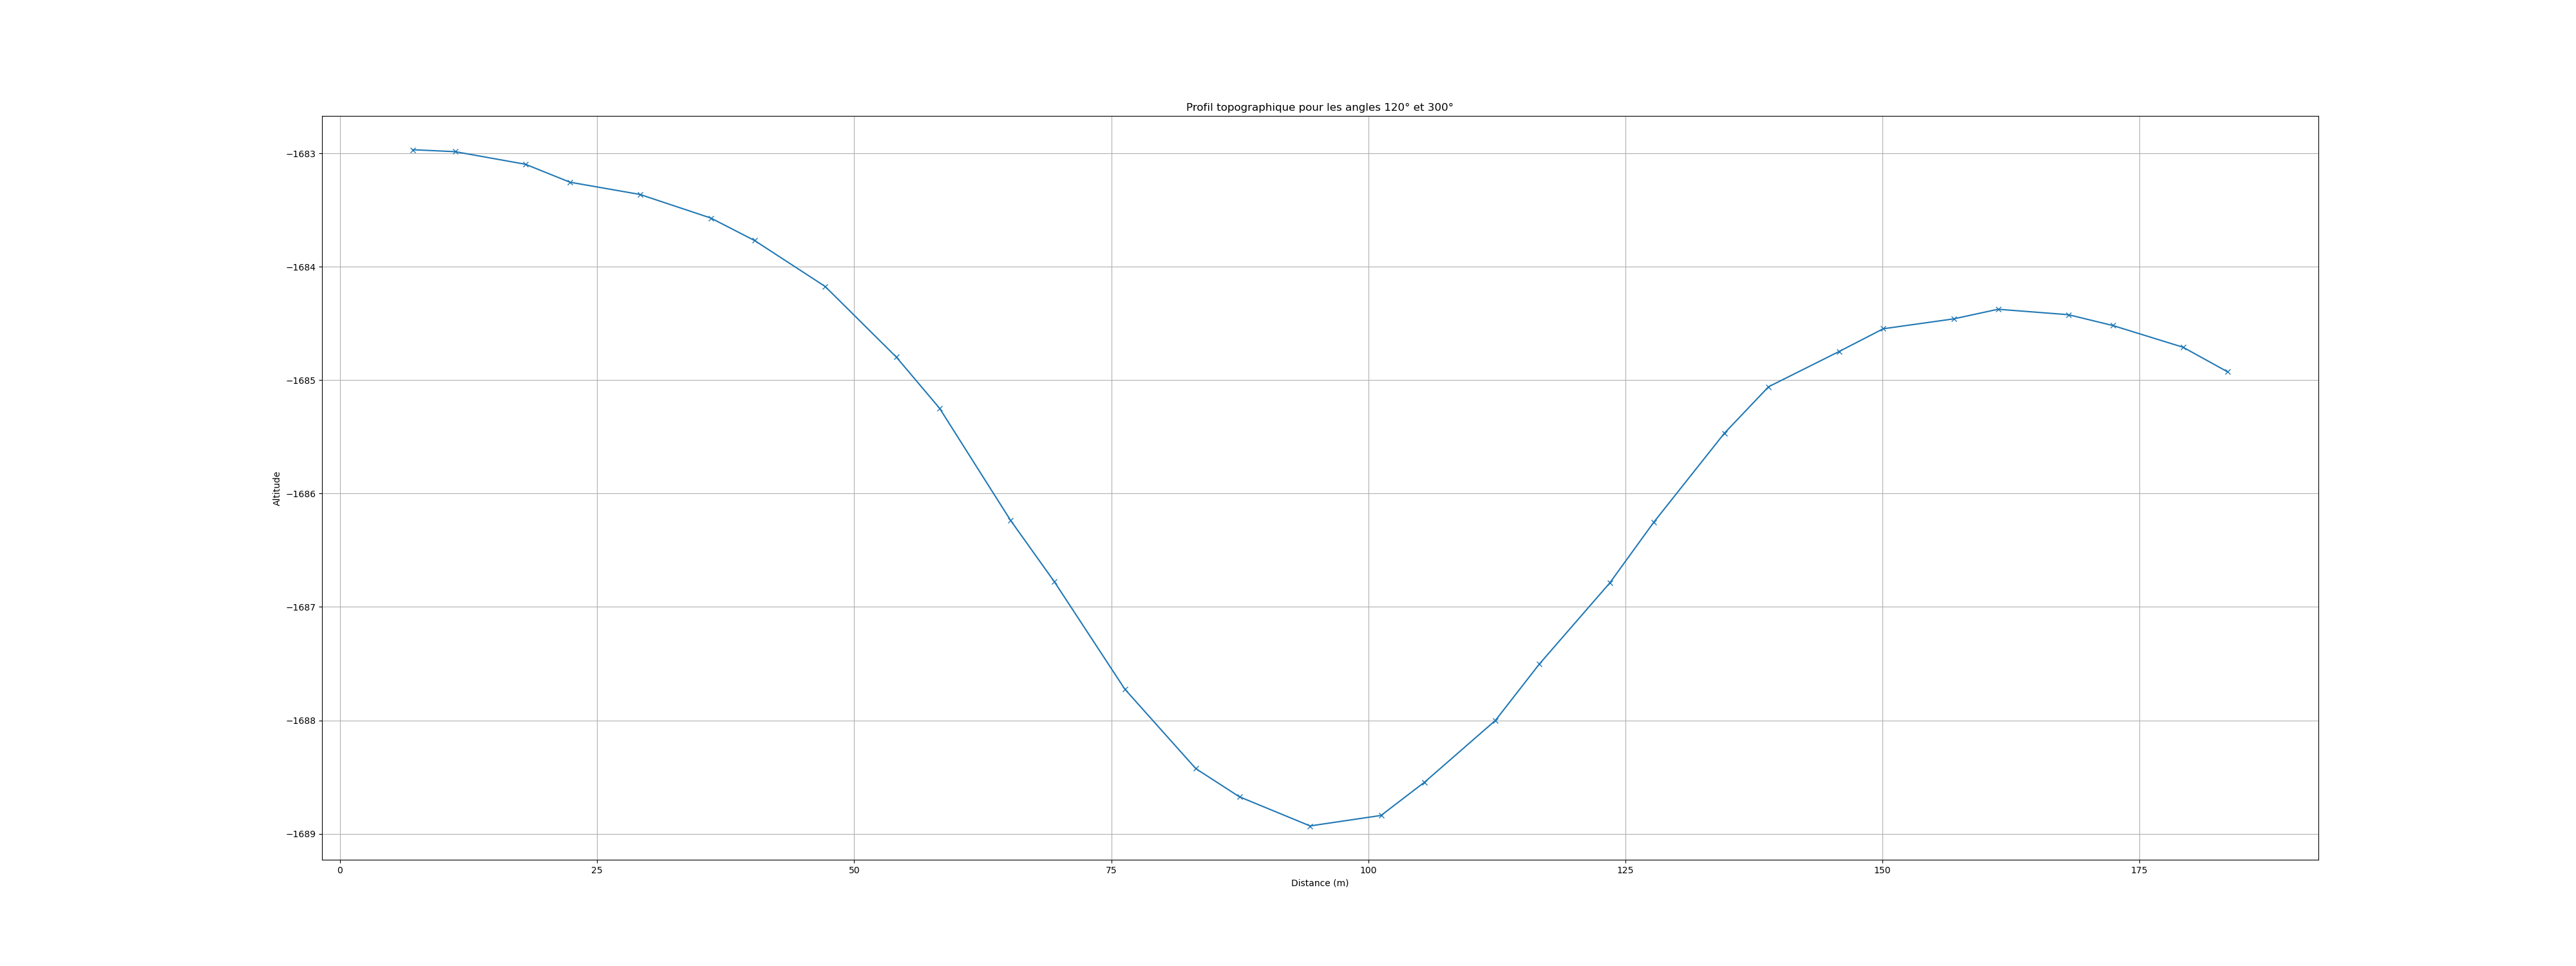 Profil topographique pour les angles 120° et 300°
Altitude
−1683
−1684
−1685
−1686
−1687
−1688
−1689
0 25 50 75 100 125 150 175
Distance (m)